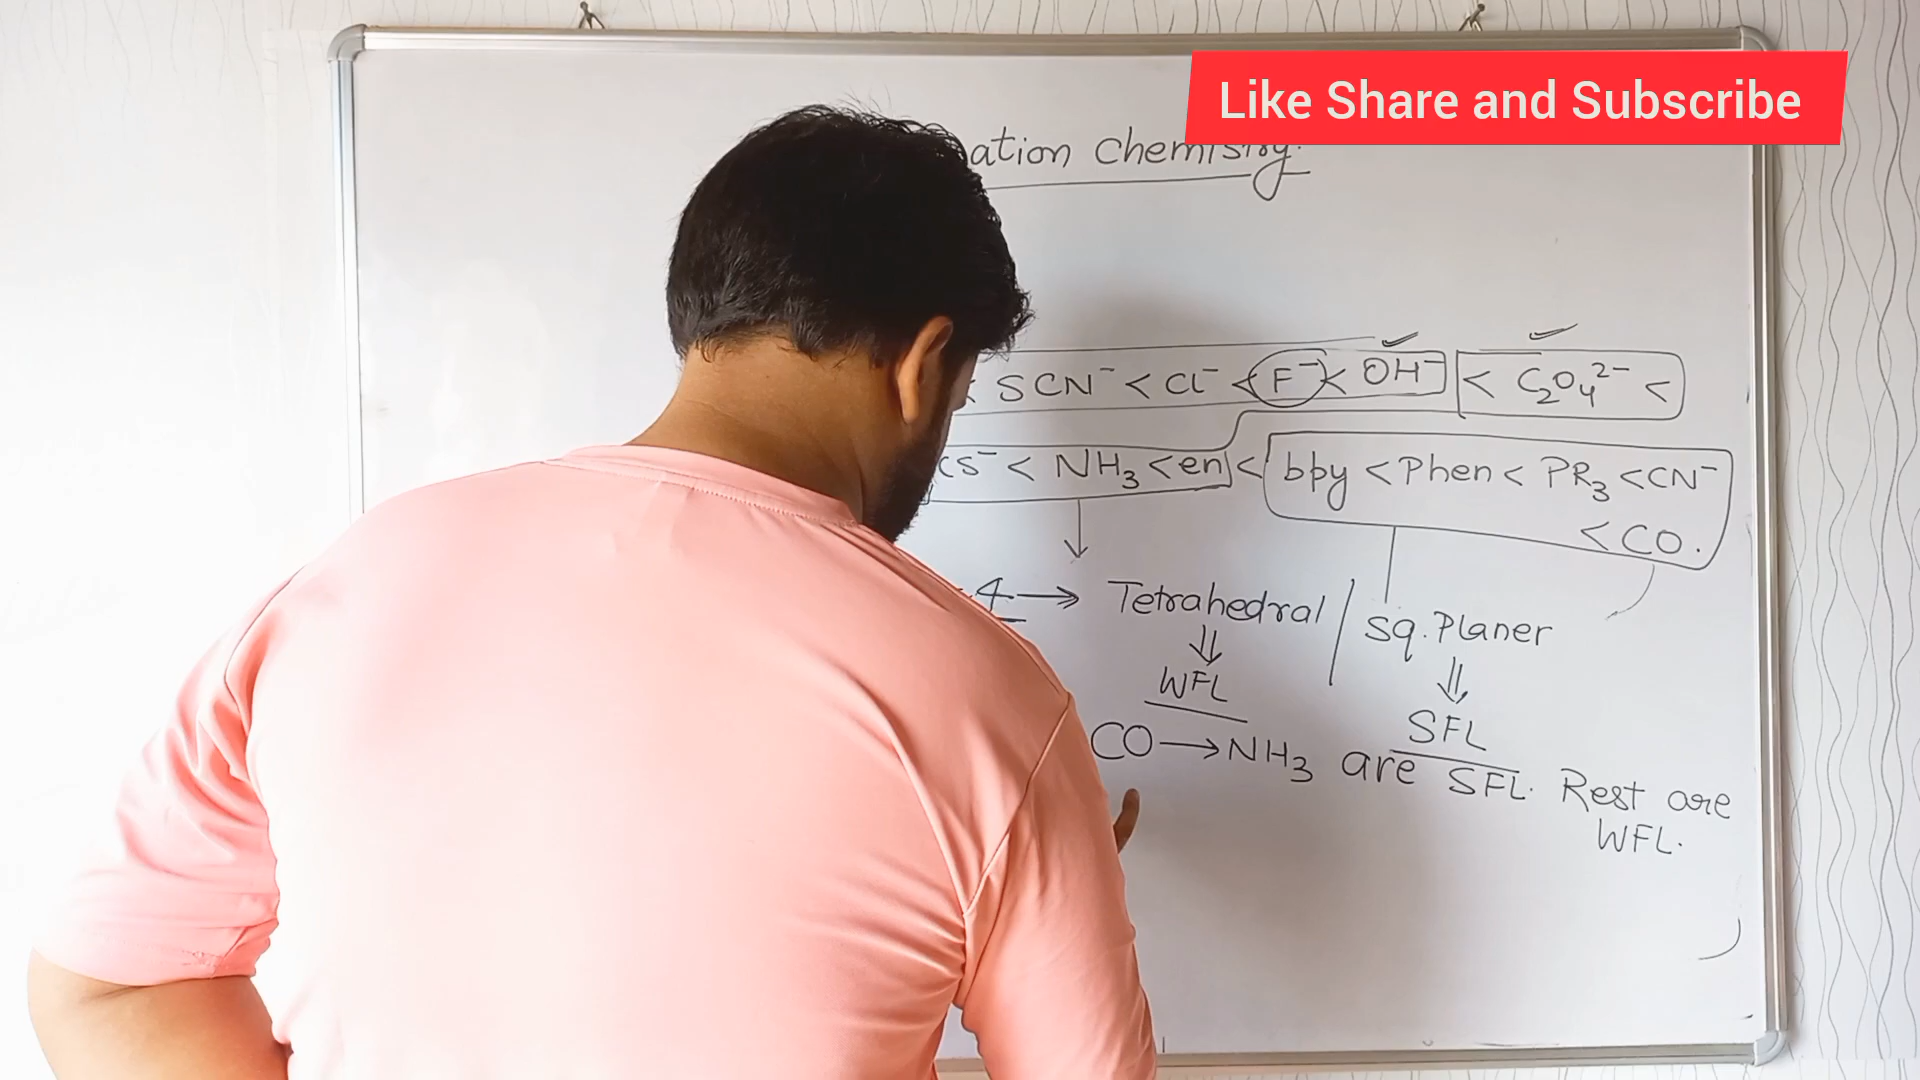 Like Share and Subscribe
ation Chemistry.
< SCN⁻ < Cl⁻ < F⁻ < OH⁻ < C₂O₄²⁻ <
CS⁻ < NH₃ < en < bpy < Phen < PR₃ < CN⁻
< CO.
4 → Tetrahedral / Sq. Planer
⇓ ⇓
WFL SFL
CO → NH₃ are SFL. Rest are
WFL.